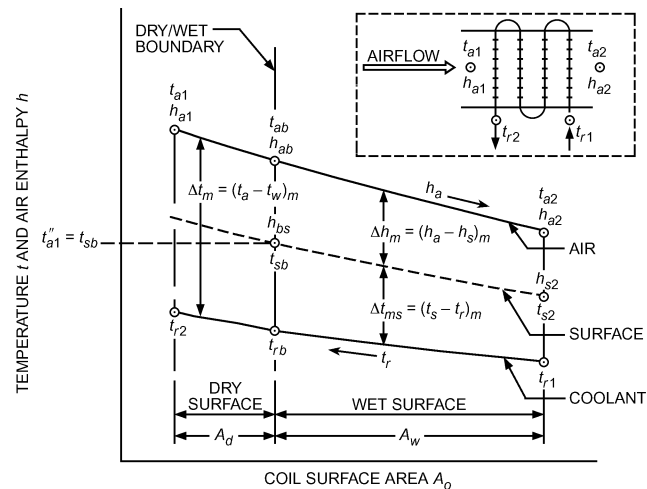 DRY/WET
BOUNDARY
AIRFLOW
t_a1
h_a1
t_a2
h_a2
t_r2
t_r1
t_a1
h_a1
t_ab
h_ab
Δt_m = (t_a − t_w)_m
h_a
t_a2
h_a2
AIR
h_bs
t_sb
t″_a1 = t_sb
Δh_m = (h_a − h_s)_m
h_s2
t_s2
Δt_ms = (t_s − t_r)_m
SURFACE
t_r2
t_rb
t_r
t_r1
COOLANT
DRY
SURFACE
WET SURFACE
A_d
A_w
TEMPERATURE t AND AIR ENTHALPY h
COIL SURFACE AREA A_o